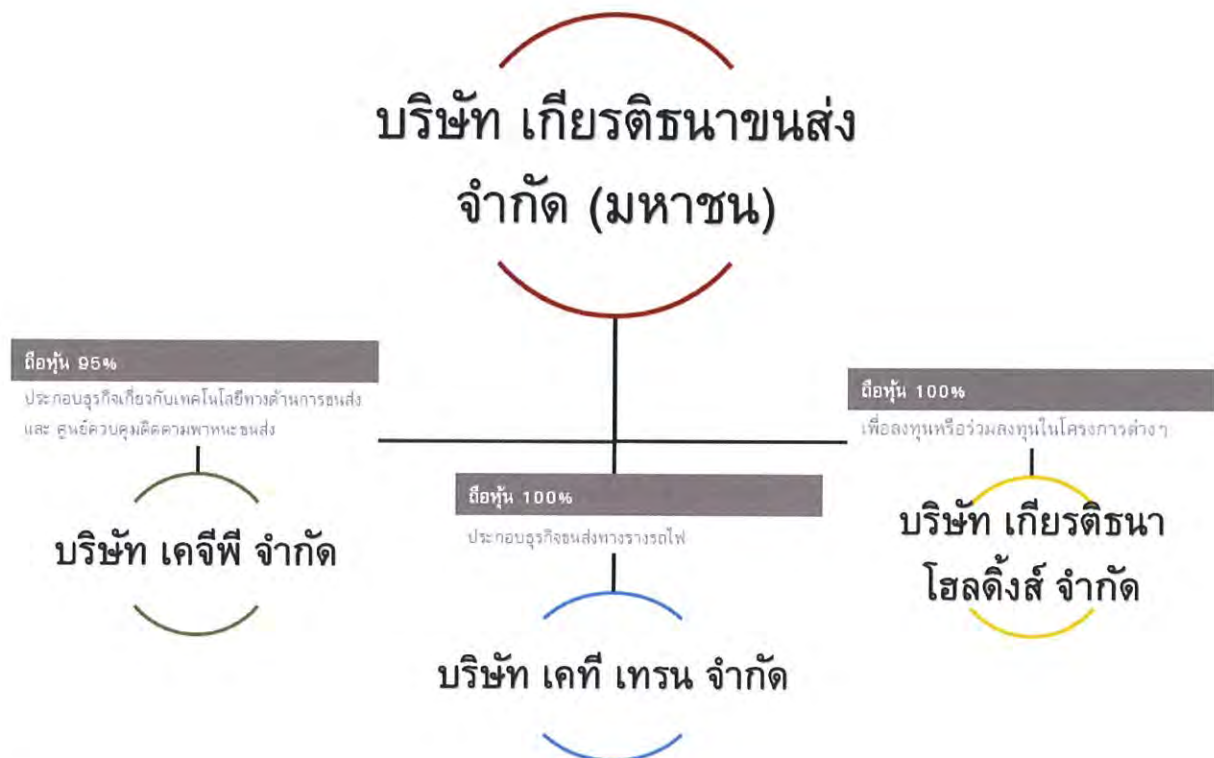 บริษัท เกียรติธนาขนส่ง
จำกัด (มหาชน)
ถือหุ้น 95%
ประกอบธุรกิจเกี่ยวกับเทคโนโลยีทางด้านการขนส่ง
และ ศูนย์ควบคุมติดตามพาหนะขนส่ง
บริษัท เคจีพี จำกัด
ถือหุ้น 100%
ประกอบธุรกิจขนส่งทางรางรถไฟ
บริษัท เคที เทรน จำกัด
ถือหุ้น 100%
เพื่อลงทุนหรือร่วมลงทุนในโครงการต่างๆ
บริษัท เกียรติธนา
โฮลดิ้งส์ จำกัด